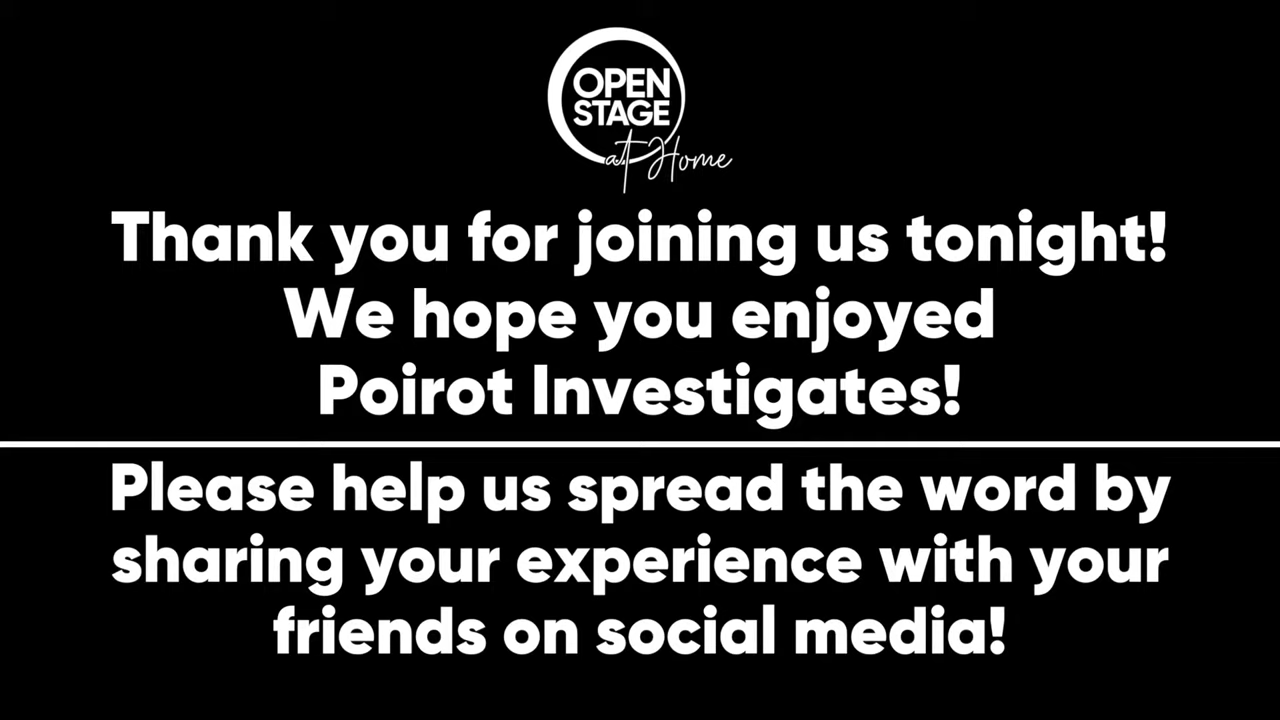 OPEN
STAGE
at Home
Thank you for joining us tonight!
We hope you enjoyed
Poirot Investigates!
Please help us spread the word by
sharing your experience with your
friends on social media!